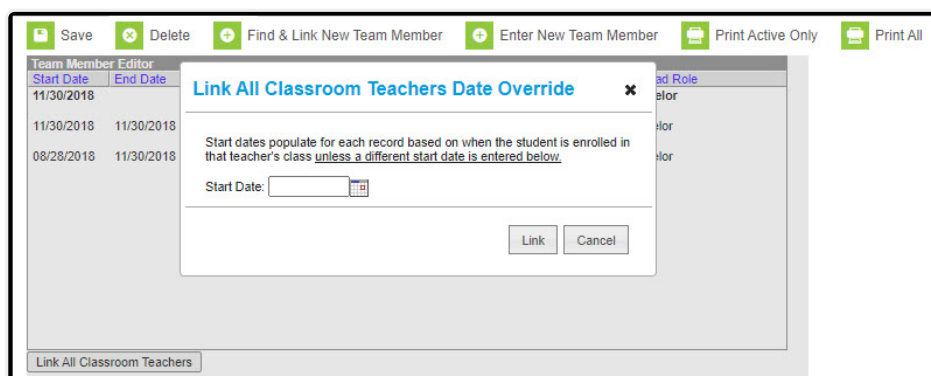 Save Delete Find & Link New Team Member Enter New Team Member Print Active Only Print All
Team Member Editor
Start Date End Date Role
11/30/2018
11/30/2018 11/30/2018
08/28/2018 11/30/2018
Link All Classroom Teachers Date Override
Start dates populate for each record based on when the student is enrolled in
that teacher's class unless a different start date is entered below.
Start Date:
Link Cancel
Link All Classroom Teachers